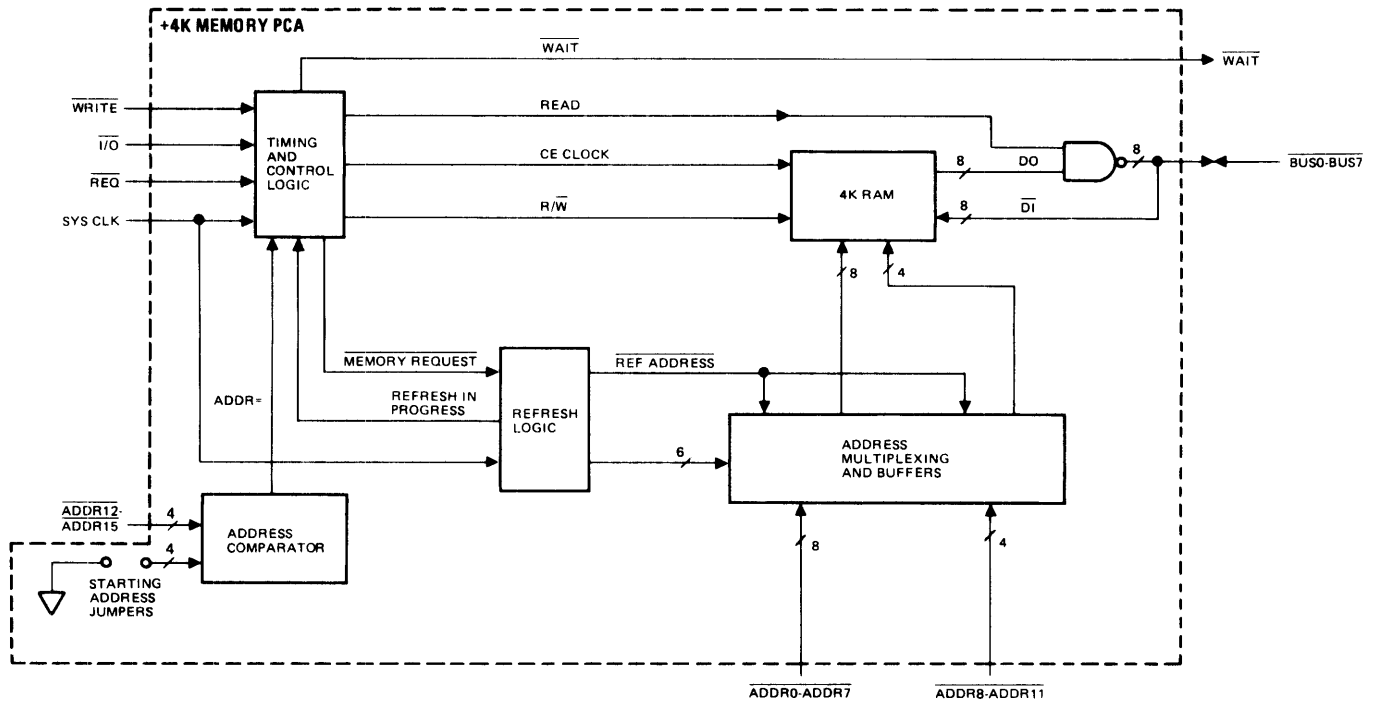 +4K MEMORY PCA
WAIT
WAIT
WRITE
READ
I/O
TIMING
AND
CONTROL
LOGIC
CE CLOCK
8
DO
8
BUS0-BUS7
REQ
4K RAM
SYS CLK
R/W
8
DI
8
4
MEMORY REQUEST
REF ADDRESS
ADDR=
REFRESH IN
PROGRESS
REFRESH
LOGIC
6
ADDRESS
MULTIPLEXING
AND BUFFERS
ADDR12-
ADDR15
4
ADDRESS
COMPARATOR
4
8
4
STARTING
ADDRESS
JUMPERS
ADDR0-ADDR7
ADDR8-ADDR11